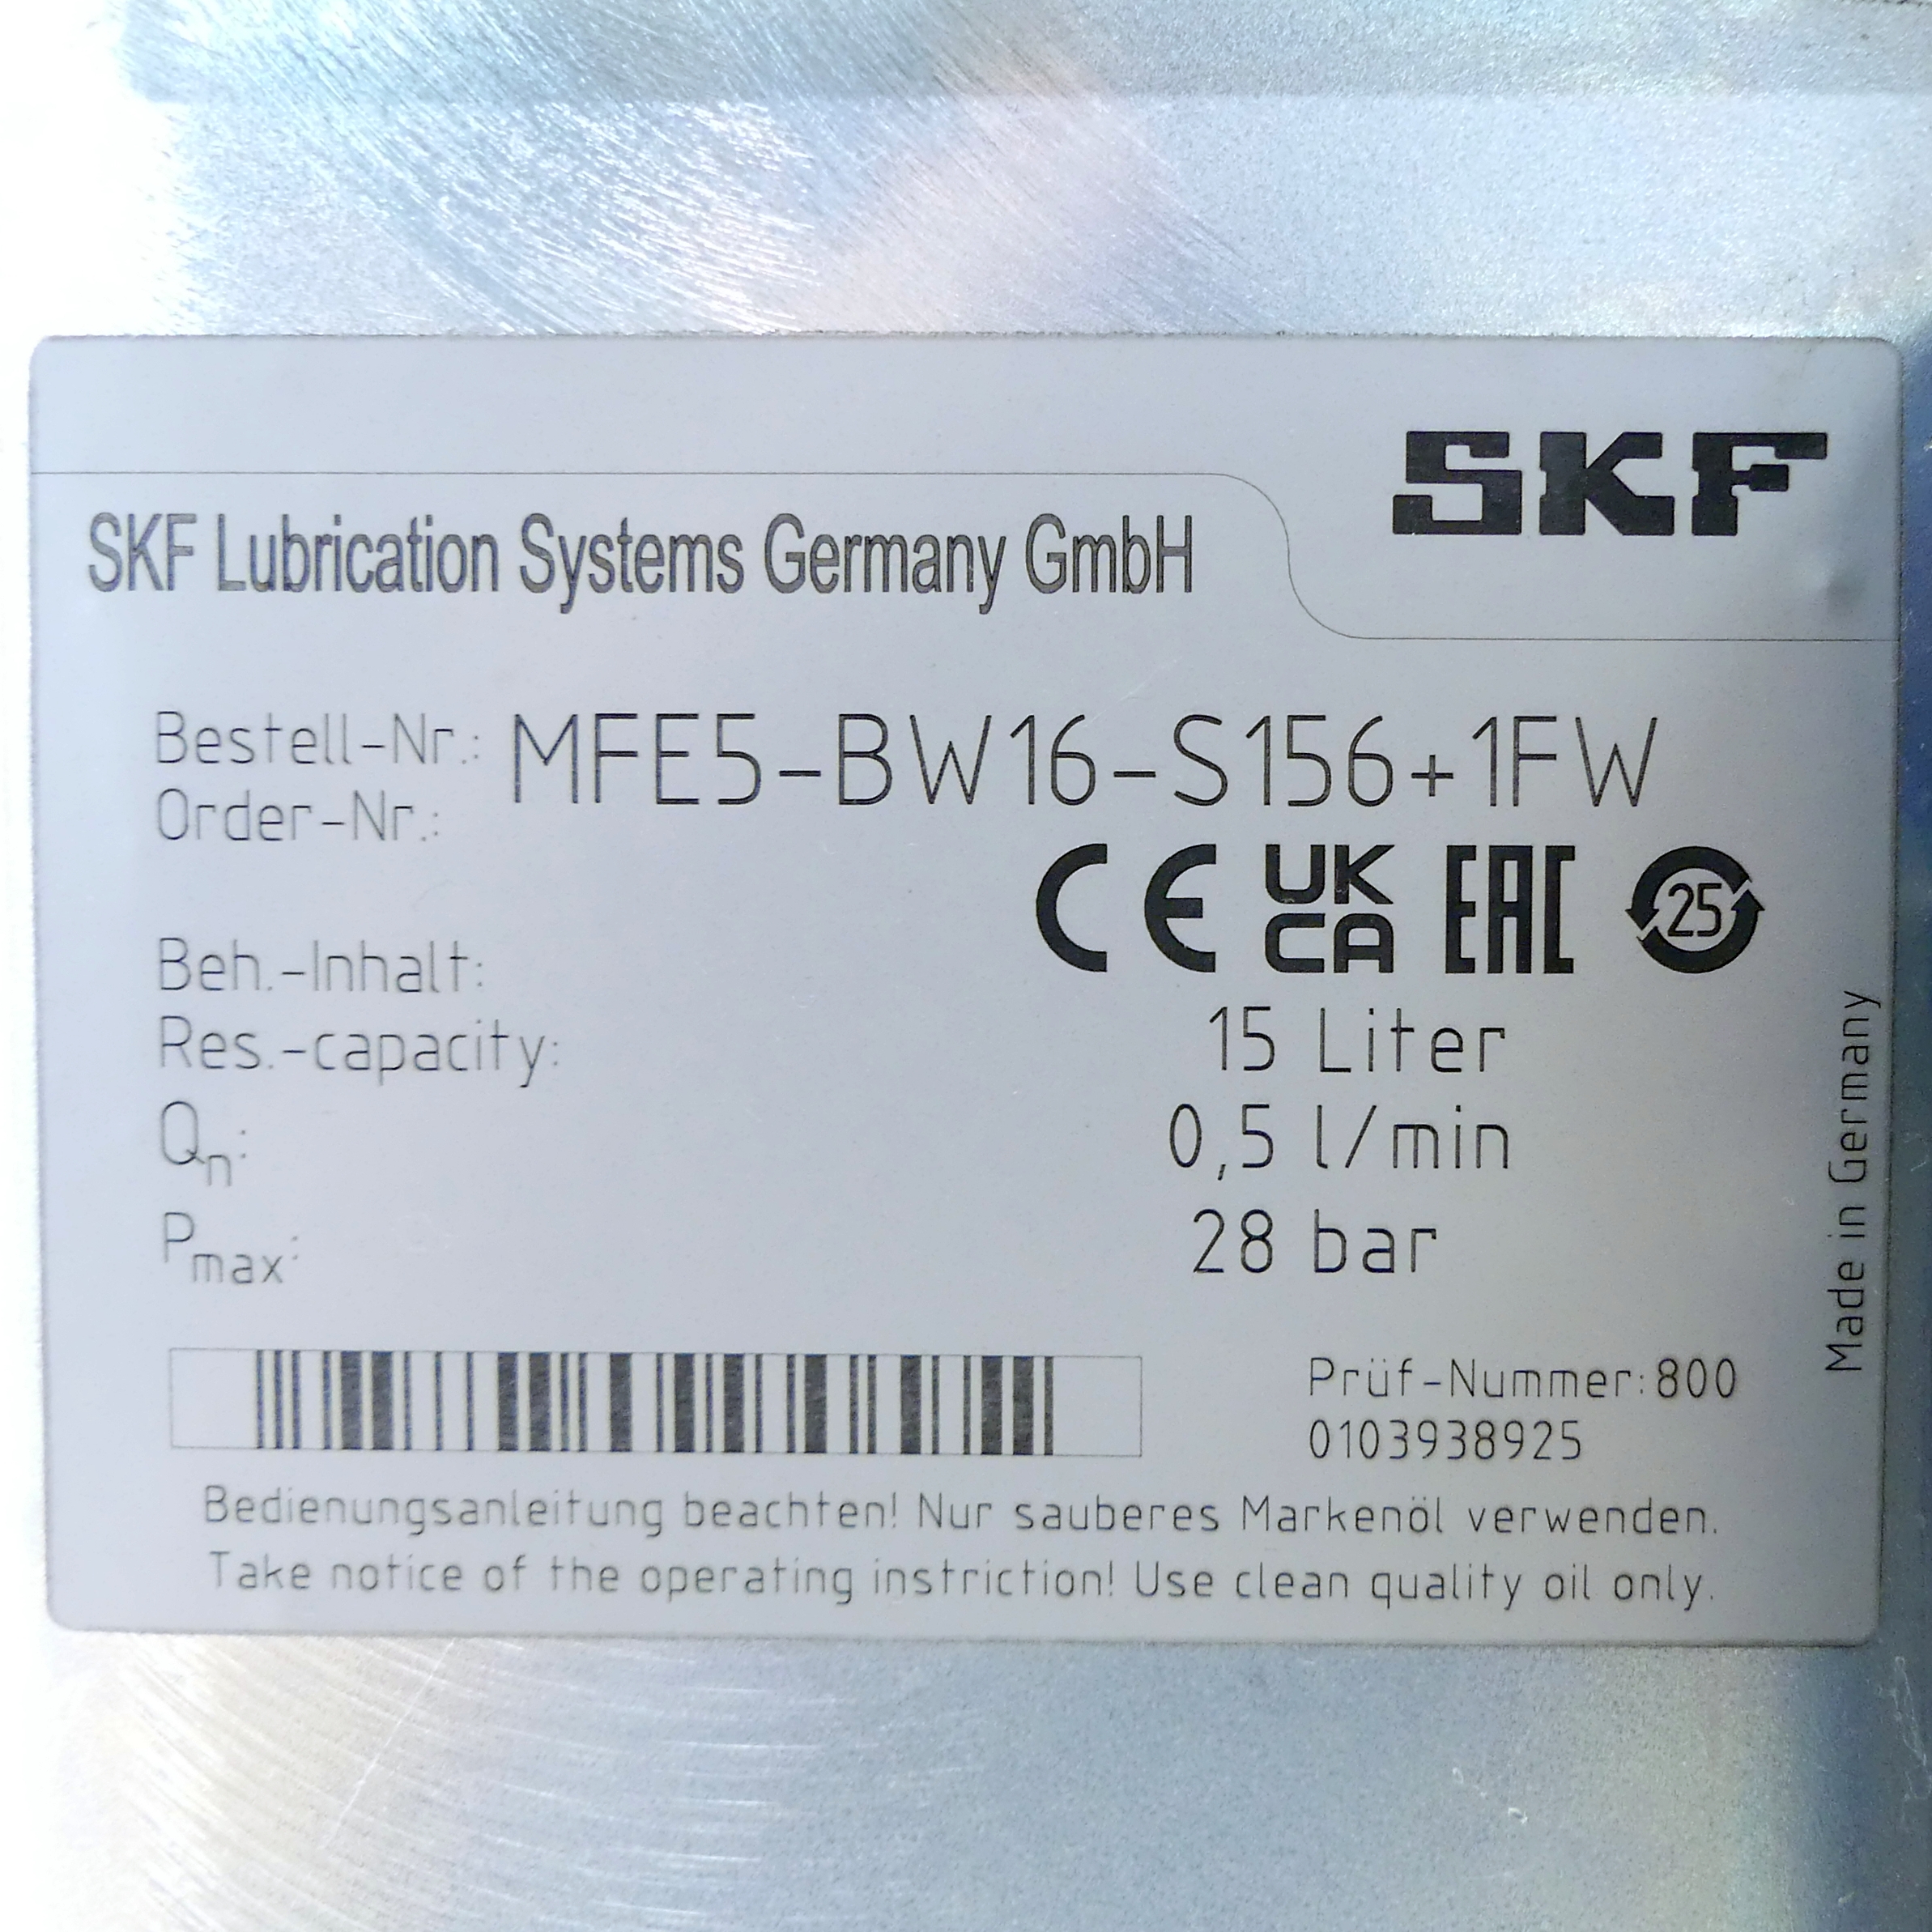 SKF
SKF Lubrication Systems Germany GmbH
Bestell-Nr.: MFE5-BW16-S156+1FW
Order-Nr.:
CE UK CA EAC 25
Beh.-Inhalt:
Res.-capacity: 15 Liter
Qn: 0,5 l/min
Pmax: 28 bar
Made in Germany
Prüf-Nummer:800
0103938925
Bedienungsanleitung beachten! Nur sauberes Markenöl verwenden.
Take notice of the operating instriction! Use clean quality oil only.